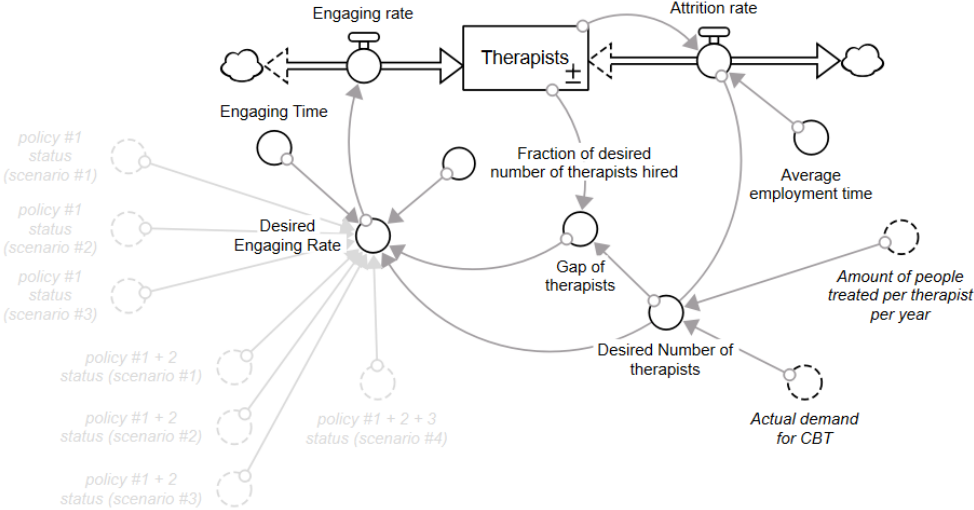 Engaging rate
Attrition rate
Therapists
±
Engaging Time
policy #1
status
(scenario #1)
Fraction of desired
number of therapists hired
Average
employment time
policy #1
status
(scenario #2)
Desired
Engaging Rate
Gap of
therapists
policy #1
status
(scenario #3)
Amount of people
treated per therapist
per year
Desired Number of
therapists
policy #1 + 2
status (scenario #1)
policy #1 + 2
status (scenario #2)
policy #1 + 2 + 3
status (scenario #4)
Actual demand
for CBT
policy #1 + 2
status (scenario #3)